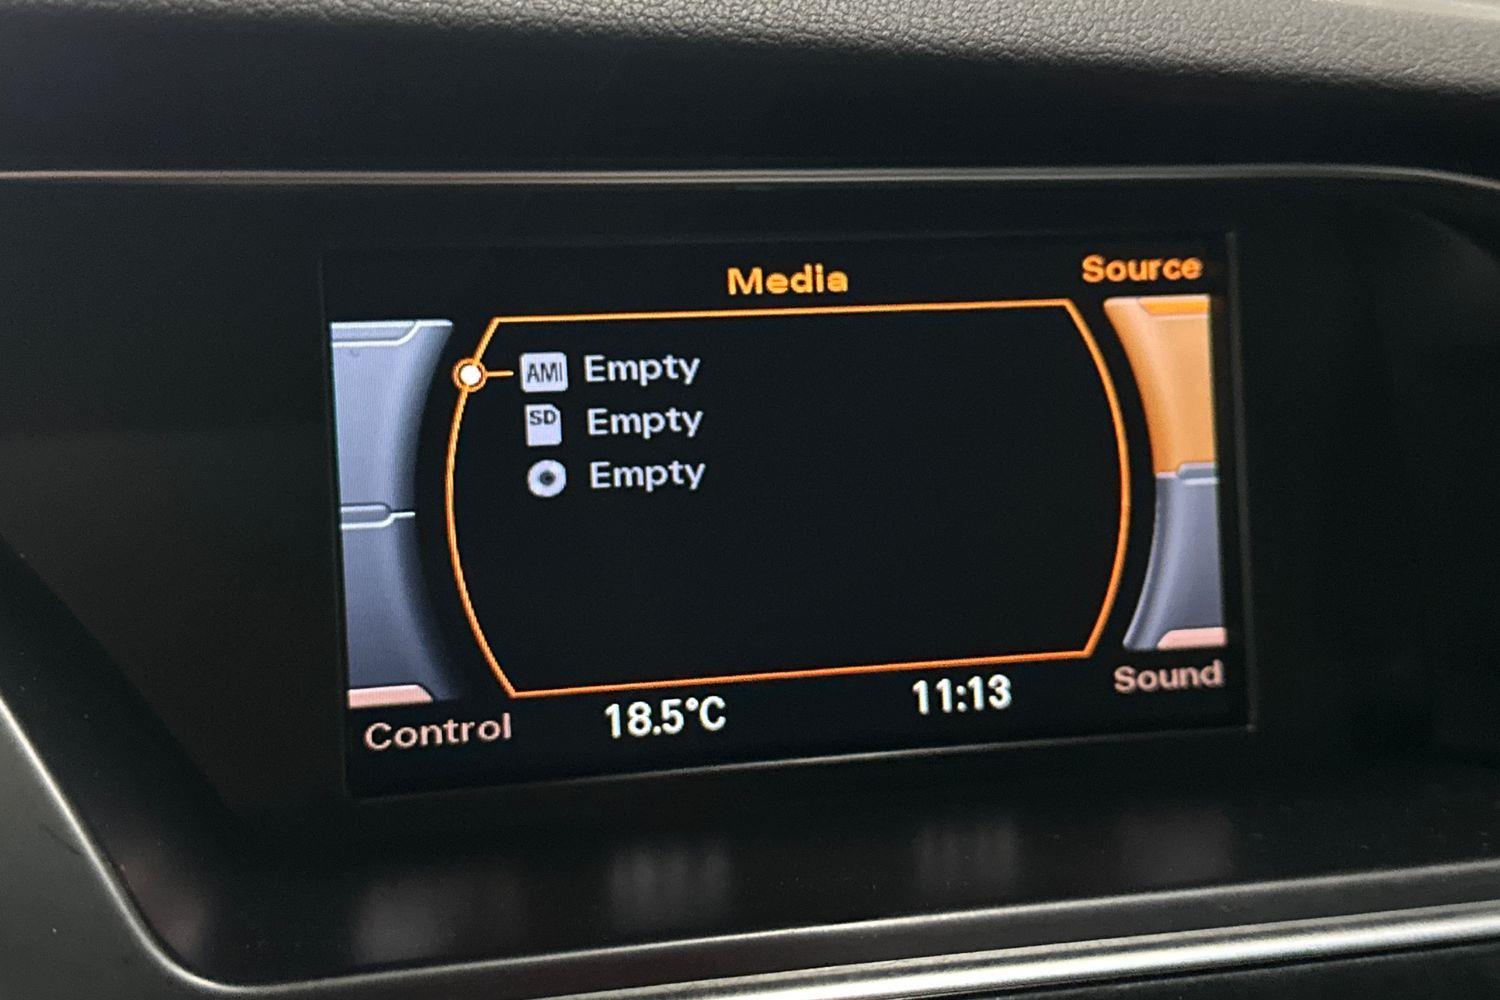 Media
Source
AMI Empty
SD Empty
Empty
Control
18.5°C
11:13
Sound